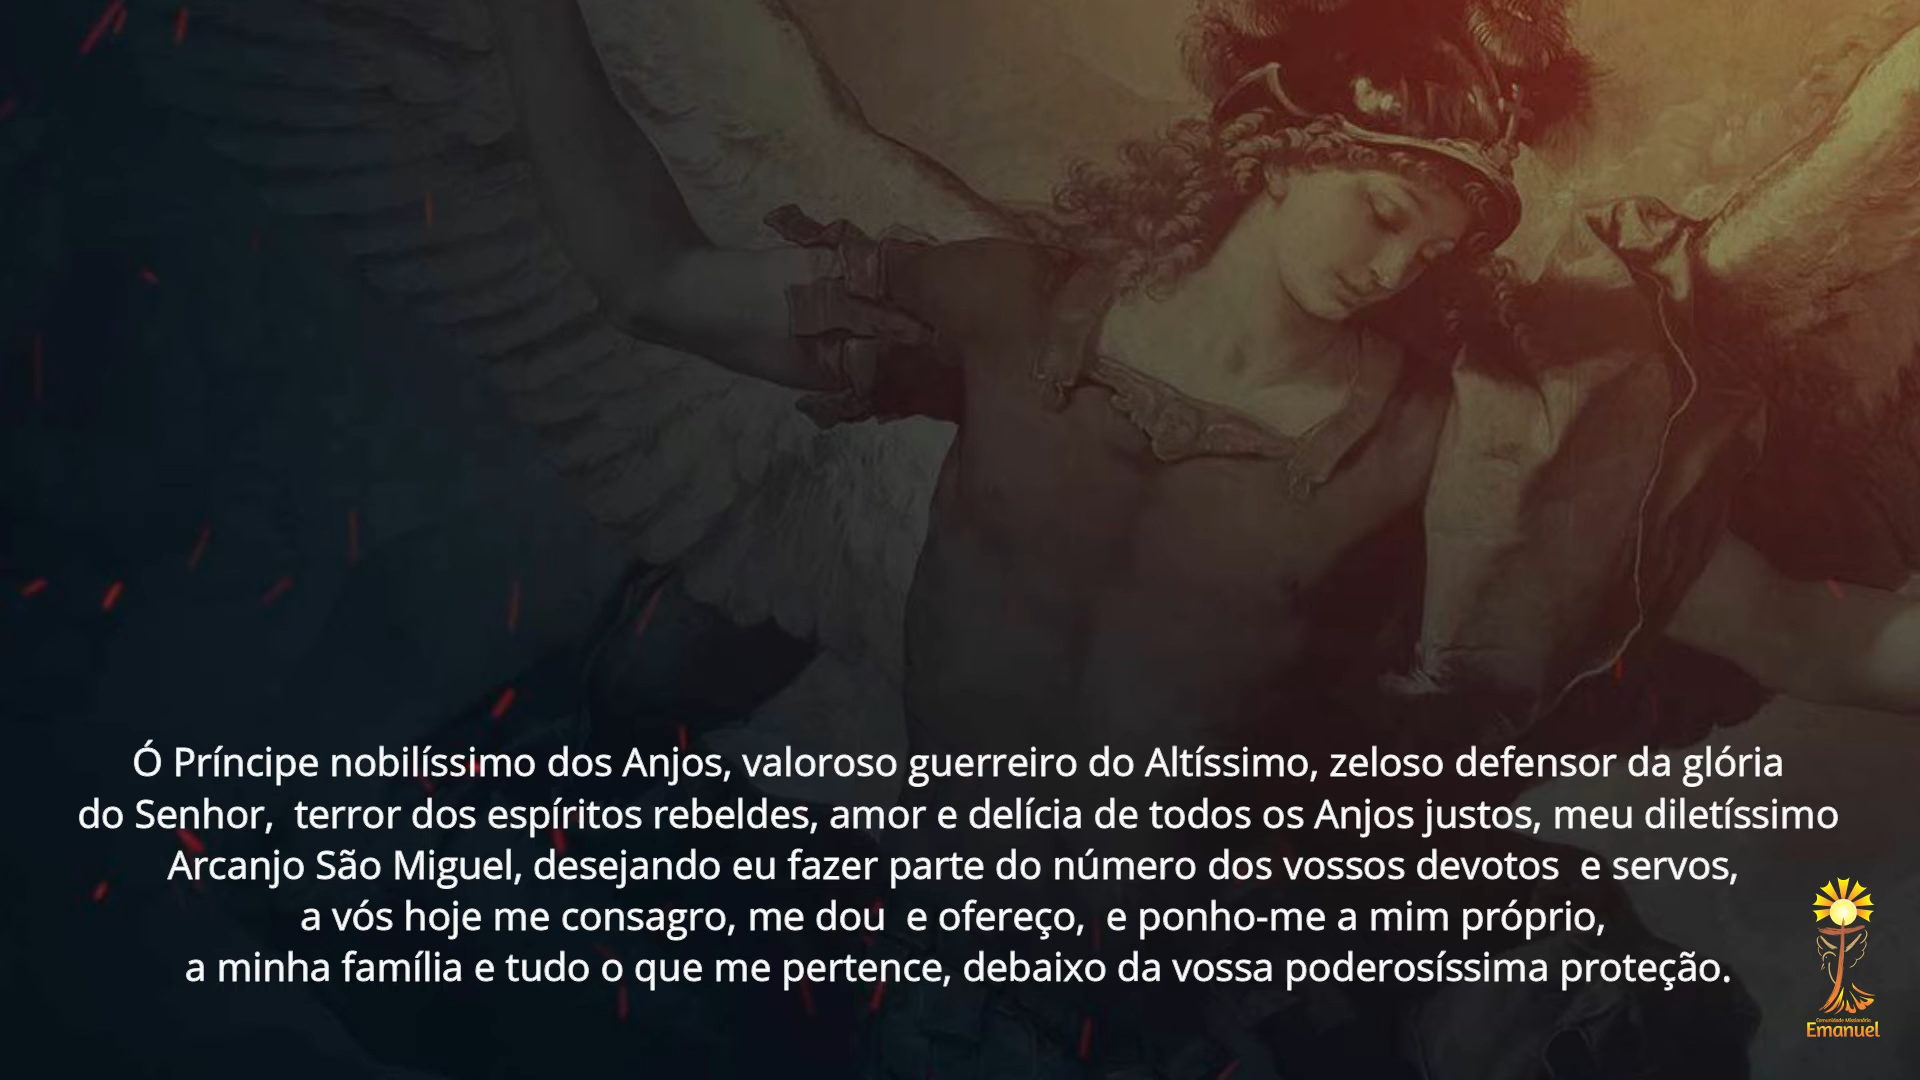 Ó Príncipe nobilíssimo dos Anjos, valoroso guerreiro do Altíssimo, zeloso defensor da glória
do Senhor, terror dos espíritos rebeldes, amor e delícia de todos os Anjos justos, meu diletíssimo
Arcanjo São Miguel, desejando eu fazer parte do número dos vossos devotos e servos,
a vós hoje me consagro, me dou e ofereço, e ponho-me a mim próprio,
a minha família e tudo o que me pertence, debaixo da vossa poderosíssima proteção.
Comunidade Missionária
Emanuel